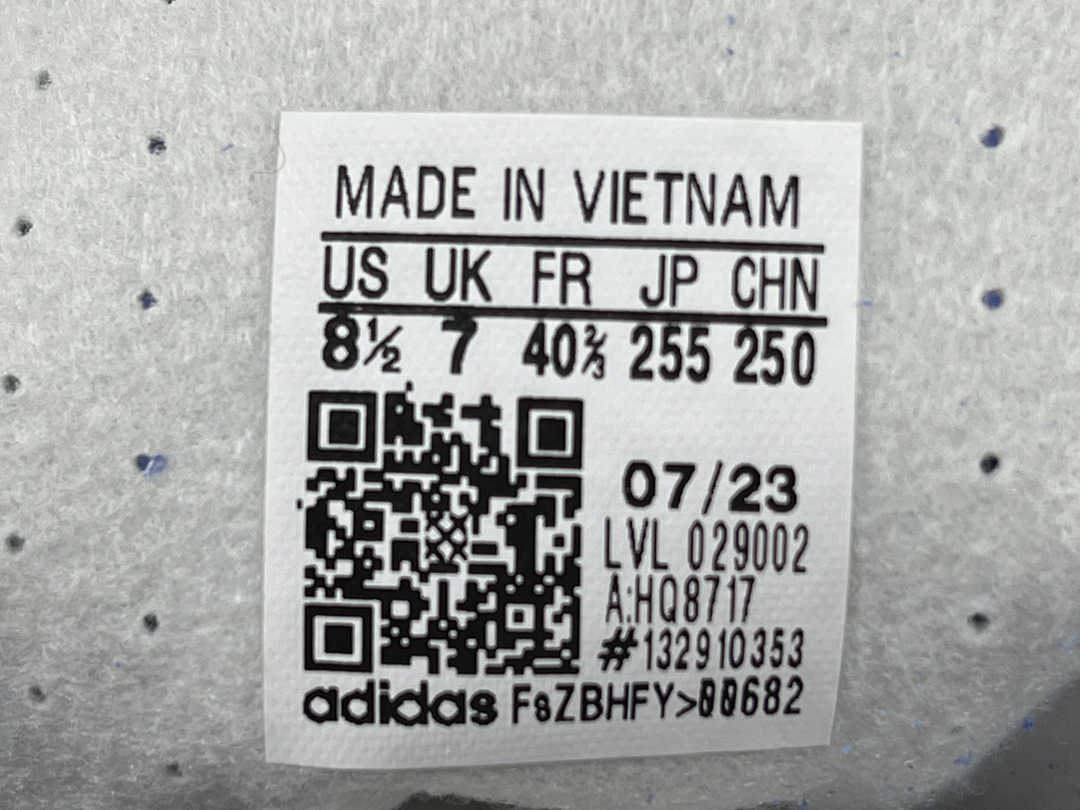 MADE IN VIETNAM
US UK FR JP CHN
8½ 7 40⅔ 255 250
07/23
LVL 029002
A:HQ8717
#132910353
adidas FsZBHFY>00682